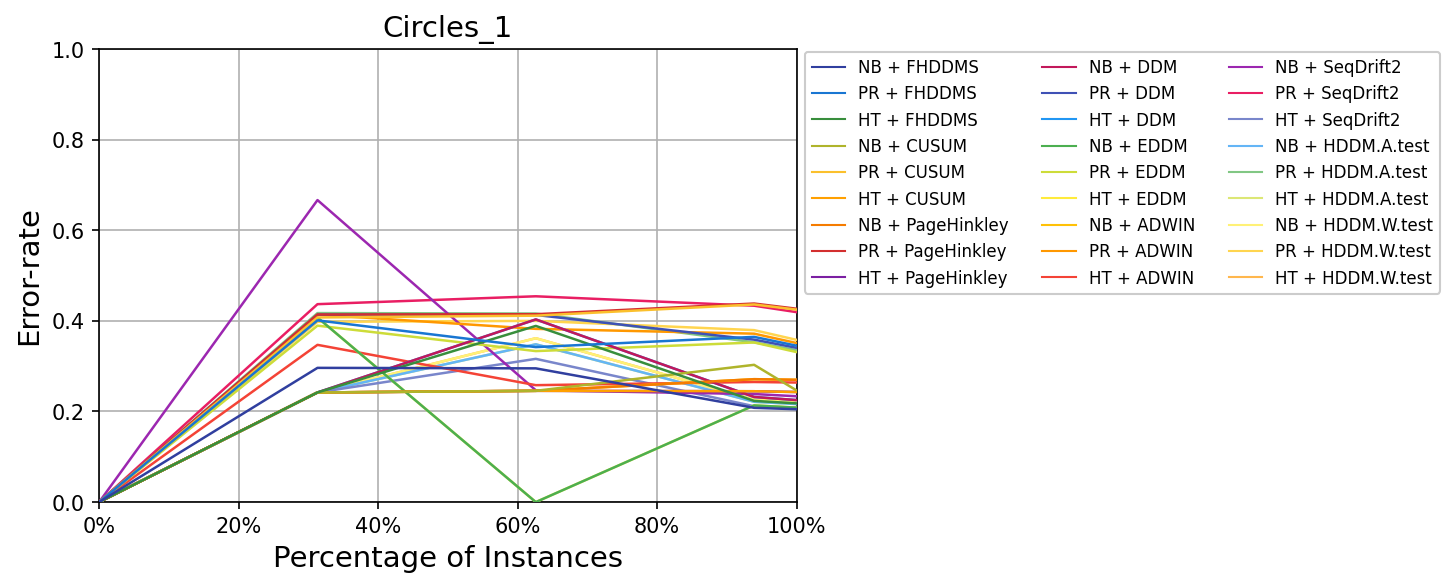 Circles_1
1.0
0.8
0.6
0.4
0.2
0.0
Error-rate
0%
20%
40%
60%
80%
100%
Percentage of Instances
NB + FHDDMS
PR + FHDDMS
HT + FHDDMS
NB + CUSUM
PR + CUSUM
HT + CUSUM
NB + PageHinkley
PR + PageHinkley
HT + PageHinkley
NB + DDM
PR + DDM
HT + DDM
NB + EDDM
PR + EDDM
HT + EDDM
NB + ADWIN
PR + ADWIN
HT + ADWIN
NB + SeqDrift2
PR + SeqDrift2
HT + SeqDrift2
NB + HDDM.A.test
PR + HDDM.A.test
HT + HDDM.A.test
NB + HDDM.W.test
PR + HDDM.W.test
HT + HDDM.W.test